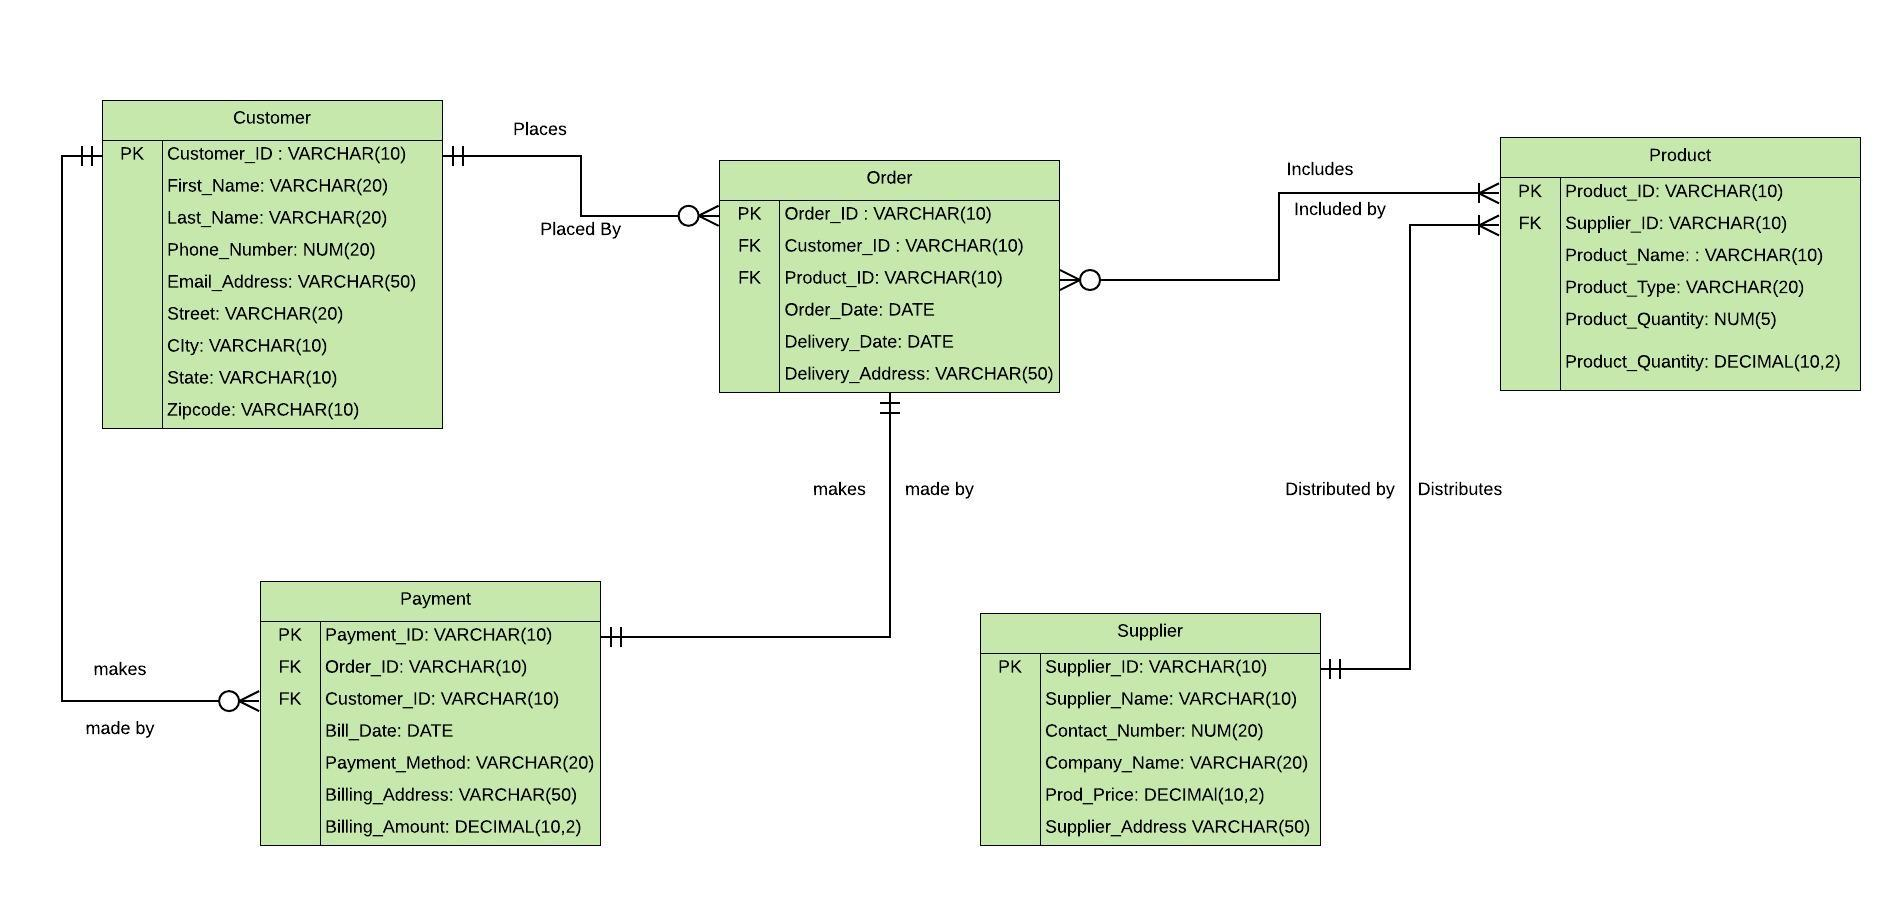 Customer
PK Customer_ID : VARCHAR(10)
First_Name: VARCHAR(20)
Last_Name: VARCHAR(20)
Phone_Number: NUM(20)
Email_Address: VARCHAR(50)
Street: VARCHAR(20)
CIty: VARCHAR(10)
State: VARCHAR(10)
Zipcode: VARCHAR(10)
Places
Placed By
Order
PK Order_ID : VARCHAR(10)
FK Customer_ID : VARCHAR(10)
FK Product_ID: VARCHAR(10)
Order_Date: DATE
Delivery_Date: DATE
Delivery_Address: VARCHAR(50)
Includes
Included by
Product
PK Product_ID: VARCHAR(10)
FK Supplier_ID: VARCHAR(10)
Product_Name: : VARCHAR(10)
Product_Type: VARCHAR(20)
Product_Quantity: NUM(5)
Product_Quantity: DECIMAL(10,2)
makes made by
Distributed by Distributes
makes
made by
Payment
PK Payment_ID: VARCHAR(10)
FK Order_ID: VARCHAR(10)
FK Customer_ID: VARCHAR(10)
Bill_Date: DATE
Payment_Method: VARCHAR(20)
Billing_Address: VARCHAR(50)
Billing_Amount: DECIMAL(10,2)
Supplier
PK Supplier_ID: VARCHAR(10)
Supplier_Name: VARCHAR(10)
Contact_Number: NUM(20)
Company_Name: VARCHAR(20)
Prod_Price: DECIMAl(10,2)
Supplier_Address VARCHAR(50)